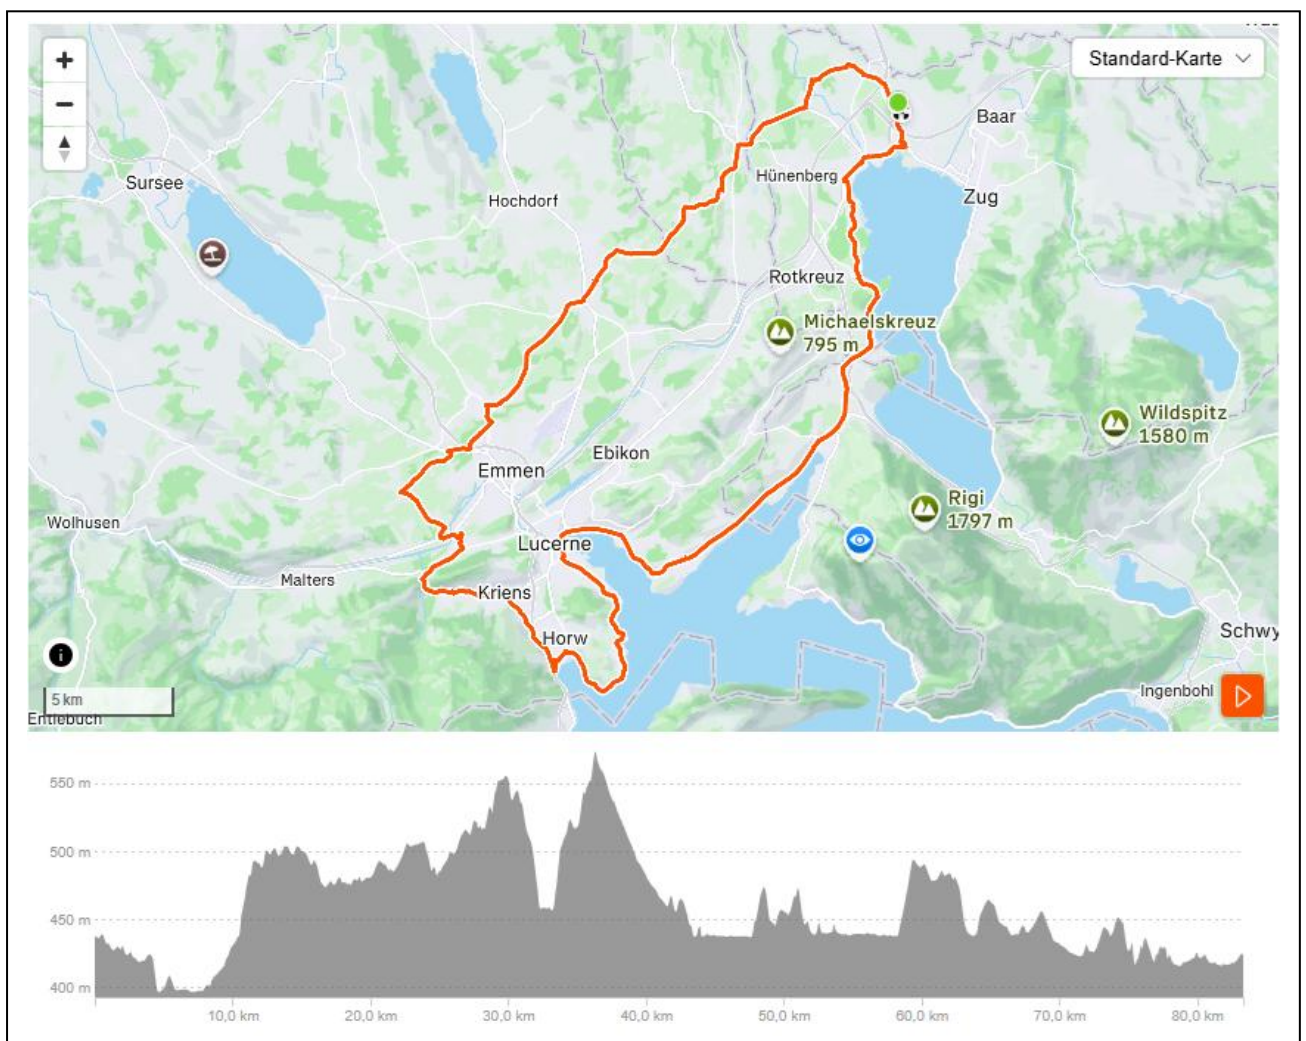 Standard-Karte
+
−
Baar
Sursee
Hünenberg
Hochdorf
Zug
Rotkreuz
Michaelskreuz
795 m
Wildspitz
1580 m
Emmen
Ebikon
Rigi
1797 m
Wolhusen
Lucerne
Malters
Kriens
Horw
Schwy
i
5 km
Ingenbohl
Entlebuch
550 m
500 m
450 m
400 m
10,0 km 20,0 km 30,0 km 40,0 km 50,0 km 60,0 km 70,0 km 80,0 km